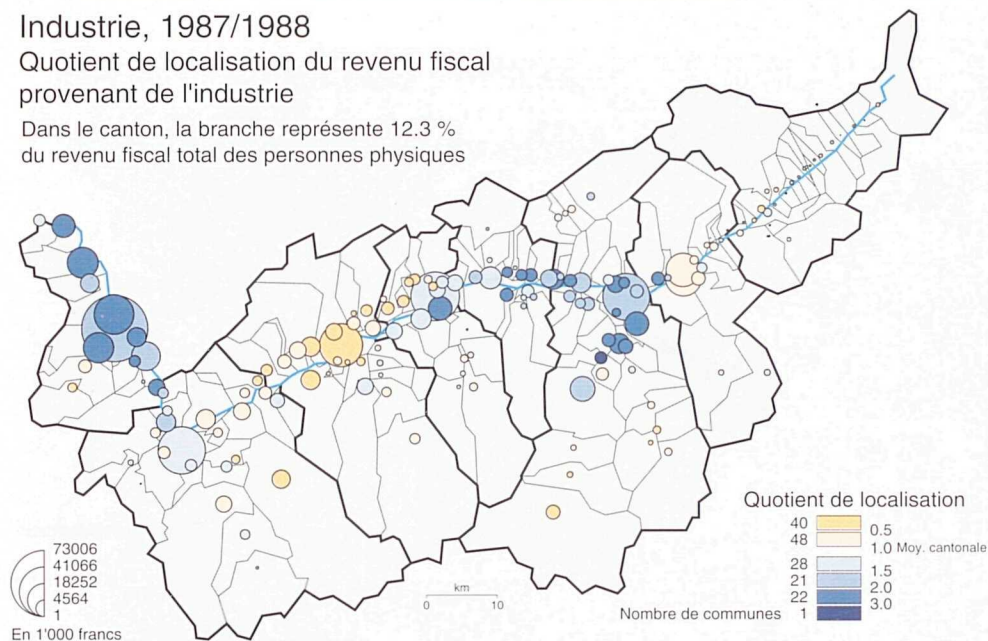 Industrie, 1987/1988
Quotient de localisation du revenu fiscal
provenant de l'industrie
Dans le canton, la branche représente 12.3 %
du revenu fiscal total des personnes physiques
73006
41066
18252
4564
1
En 1'000 francs
km
0 10
Quotient de localisation
40
0.5
48
1.0 Moy. cantonale
28
1.5
21
2.0
22
3.0
Nombre de communes 1